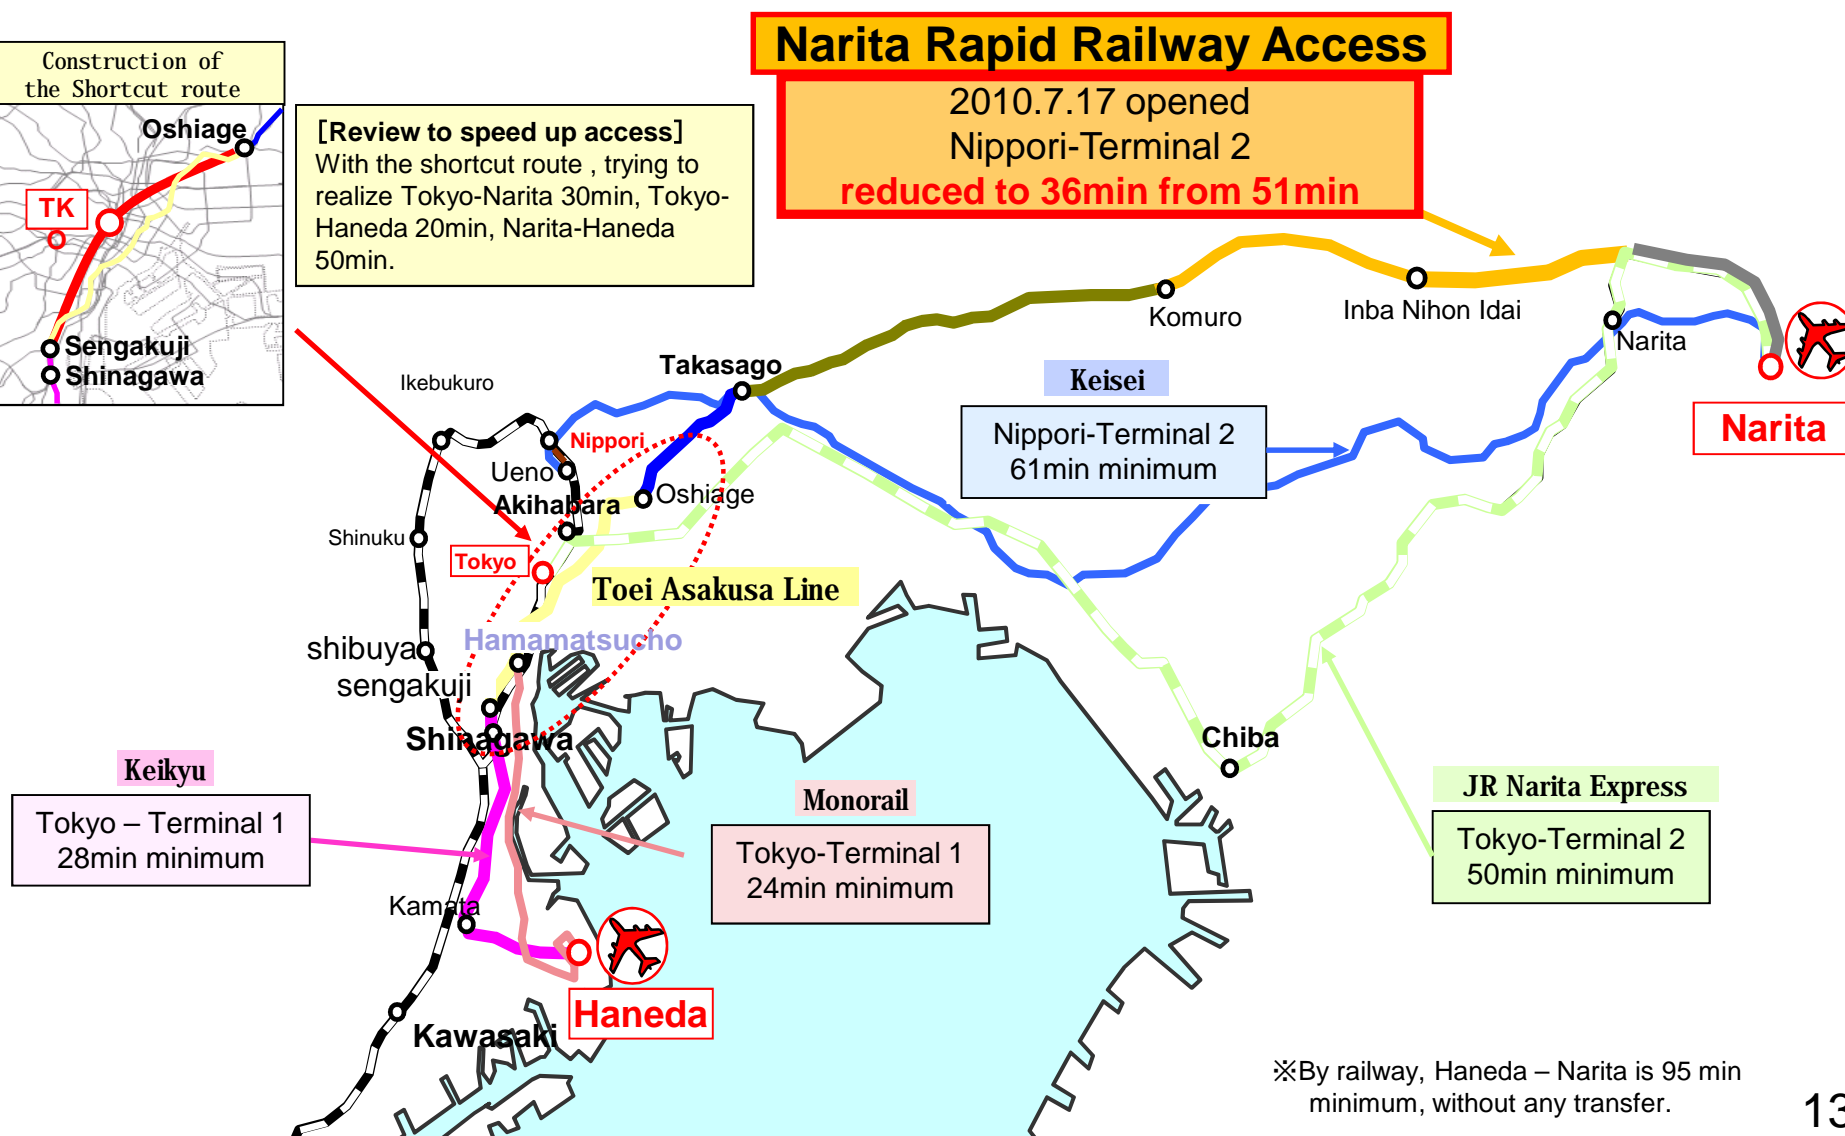 Narita Rapid Railway Access
2010.7.17 opened
Nippori-Terminal 2
reduced to 36min from 51min
Construction of
the Shortcut route
Oshiage
TK
Sengakuji
Shinagawa
[Review to speed up access]
With the shortcut route , trying to
realize Tokyo-Narita 30min, Tokyo-
Haneda 20min, Narita-Haneda
50min.
Komuro
Inba Nihon Idai
Narita
Narita
Takasago
Ikebukuro
Nippori
Ueno
Akihabara
Oshiage
Shinuku
Tokyo
Toei Asakusa Line
Hamamatsucho
shibuya
sengakuji
Shinagawa
Keisei
Nippori-Terminal 2
61min minimum
Chiba
Keikyu
Tokyo – Terminal 1
28min minimum
Monorail
Tokyo-Terminal 1
24min minimum
JR Narita Express
Tokyo-Terminal 2
50min minimum
Kamata
Haneda
Kawasaki
※By railway, Haneda – Narita is 95 min
minimum, without any transfer.
13